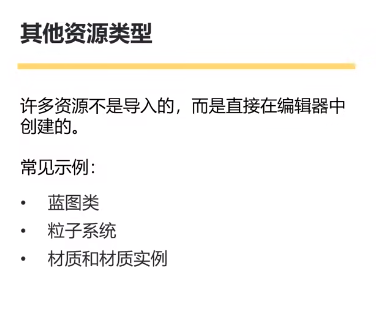 其他资源类型
许多资源不是导入的，而是直接在编辑器中
创建的。
常见示例：
• 蓝图类
• 粒子系统
• 材质和材质实例